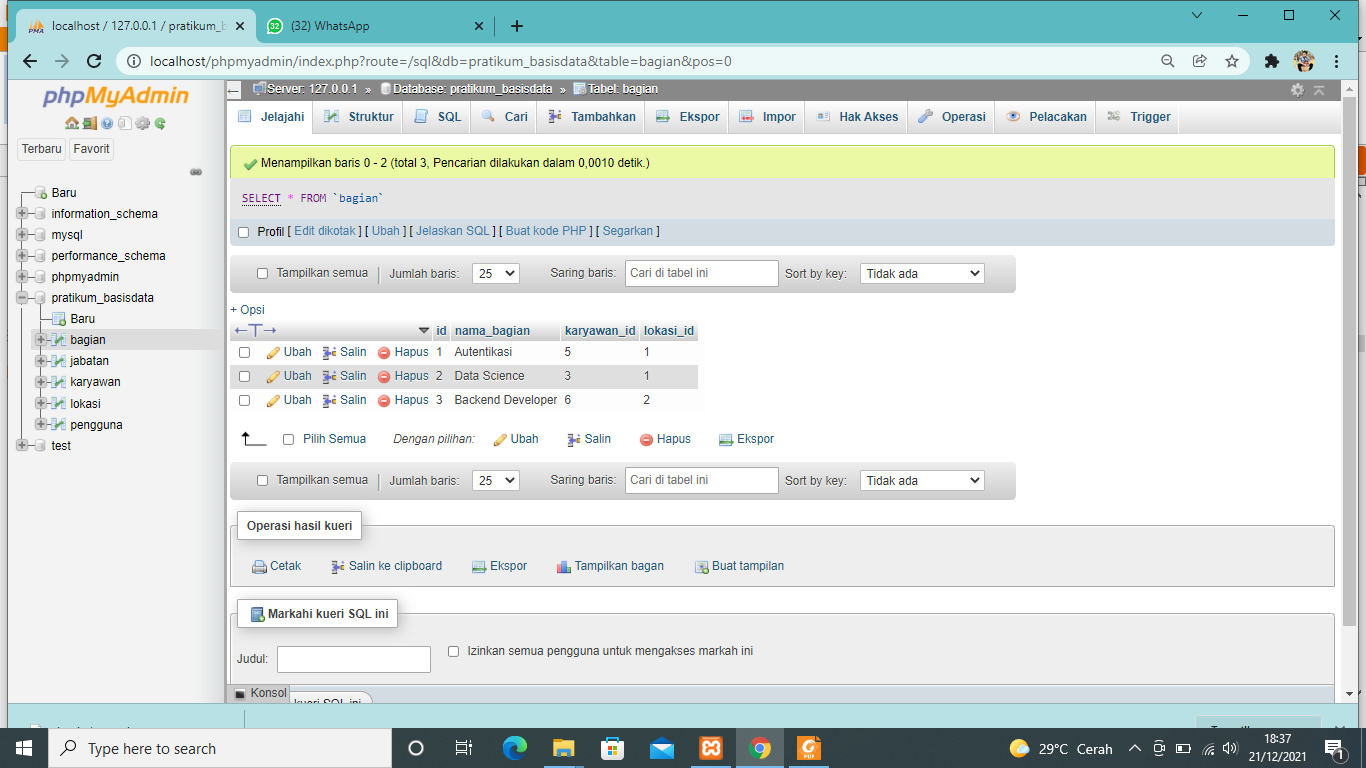 localhost / 127.0.0.1 / pratikum_b
(32) WhatsApp
localhost/phpmyadmin/index.php?route=/sql&db=pratikum_basisdata&table=bagian&pos=0
phpMyAdmin
Terbaru Favorit
Baru
information_schema
mysql
performance_schema
phpmyadmin
pratikum_basisdata
Baru
bagian
jabatan
karyawan
lokasi
pengguna
test
Server: 127.0.0.1 » Database: pratikum_basisdata » Tabel: bagian
Jelajahi Struktur SQL Cari Tambahkan Ekspor Impor Hak Akses Operasi Pelacakan Trigger
Menampilkan baris 0 - 2 (total 3, Pencarian dilakukan dalam 0,0010 detik.)
SELECT * FROM `bagian`
Profil [ Edit dikotak ] [ Ubah ] [ Jelaskan SQL ] [ Buat kode PHP ] [ Segarkan ]
Tampilkan semua Jumlah baris: 25 Saring baris: Cari di tabel ini Sort by key: Tidak ada
+ Opsi
←T→ id nama_bagian karyawan_id lokasi_id
Ubah Salin Hapus 1 Autentikasi 5 1
Ubah Salin Hapus 2 Data Science 3 1
Ubah Salin Hapus 3 Backend Developer 6 2
Pilih Semua Dengan pilihan: Ubah Salin Hapus Ekspor
Tampilkan semua Jumlah baris: 25 Saring baris: Cari di tabel ini Sort by key: Tidak ada
Operasi hasil kueri
Cetak Salin ke clipboard Ekspor Tampilkan bagan Buat tampilan
Markahi kueri SQL ini
Judul: Izinkan semua pengguna untuk mengakses markah ini
Konsol kueri SQL ini
Type here to search
29°C Cerah
18:37
21/12/2021
1